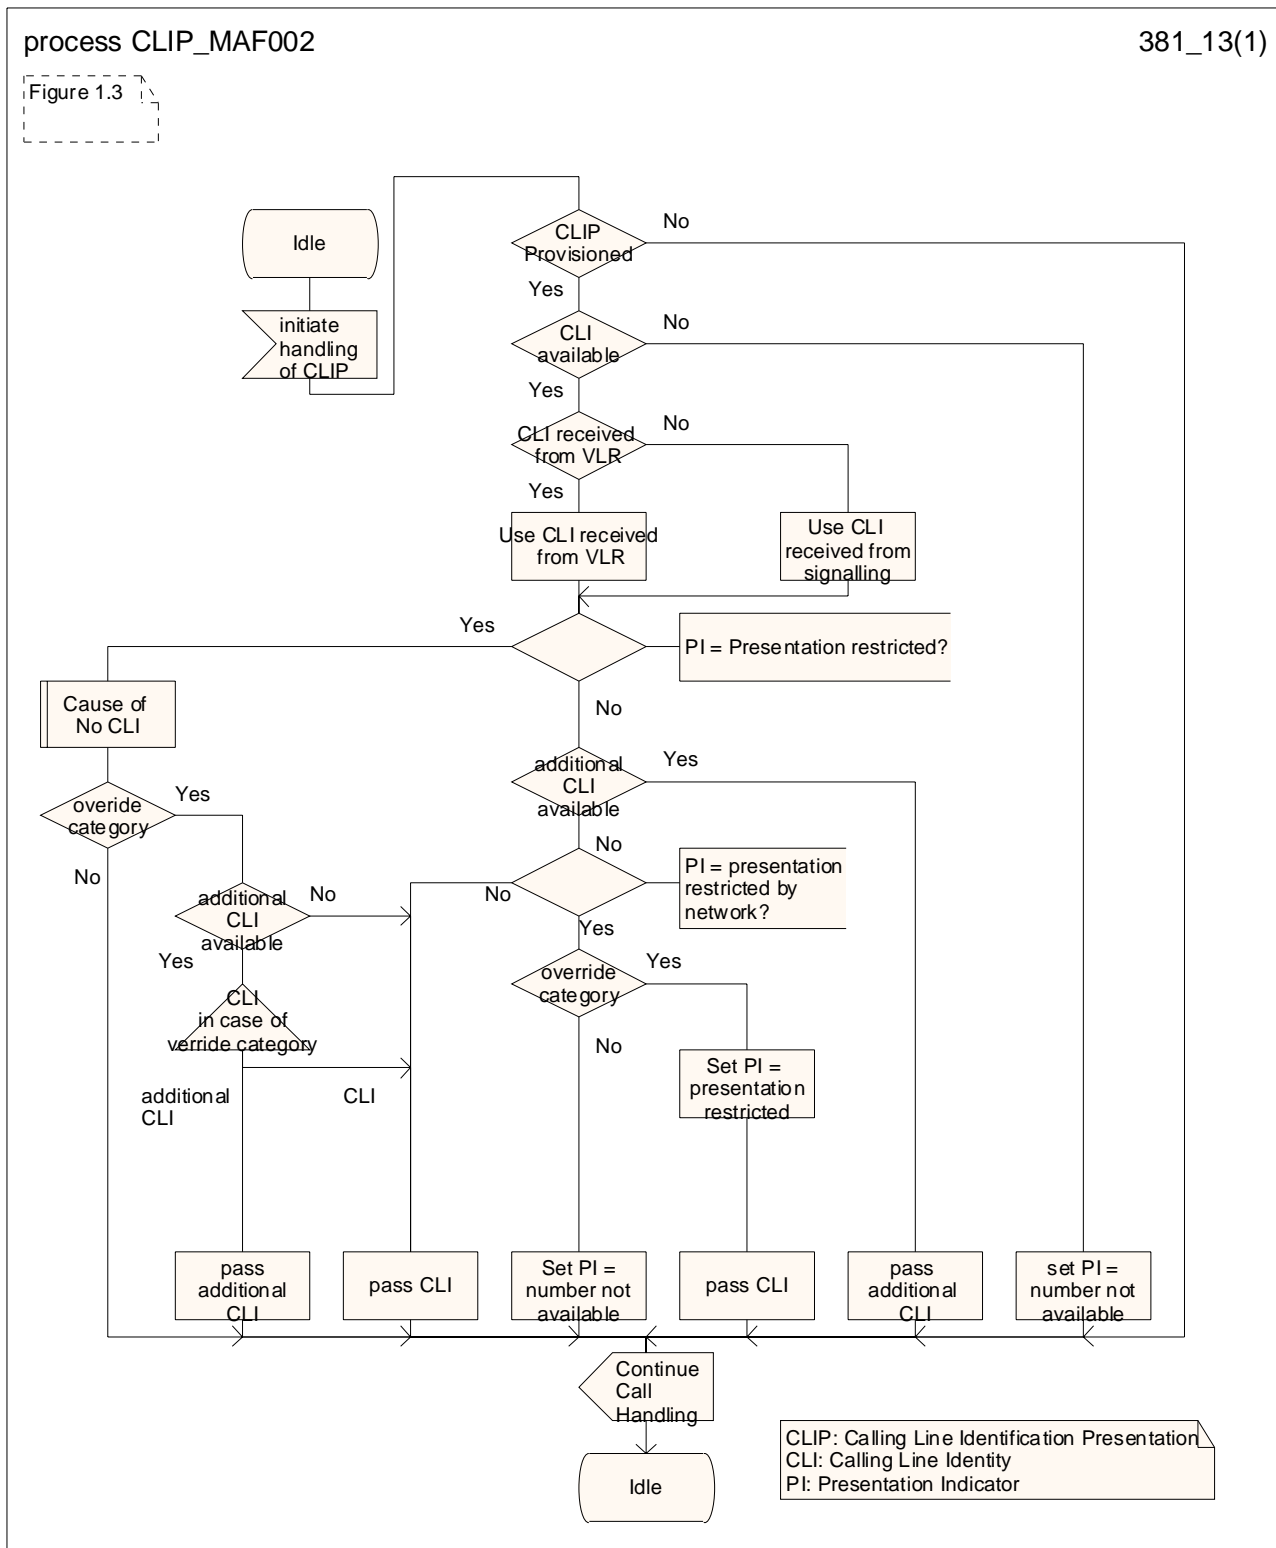 process CLIP_MAF002
381_13(1)
Figure 1.3
Idle
initiate
handling
of CLIP
CLIP
Provisioned
No
Yes
CLI
available
No
Yes
CLI received
from VLR
No
Yes
Use CLI received
from VLR
Use CLI
received from
signalling
Yes
PI = Presentation restricted?
No
Cause of
No CLI
additional
CLI
available
Yes
No
overide
category
Yes
No
PI = presentation
restricted by
network?
No
Yes
additional
CLI
available
No
Yes
override
category
Yes
No
CLI
in case of
verride category
additional
CLI
CLI
Set PI =
presentation
restricted
pass
additional
CLI
pass CLI
Set PI =
number not
available
pass CLI
pass
additional
CLI
set PI =
number not
available
Continue
Call
Handling
Idle
CLIP: Calling Line Identification Presentation
CLI: Calling Line Identity
PI: Presentation Indicator